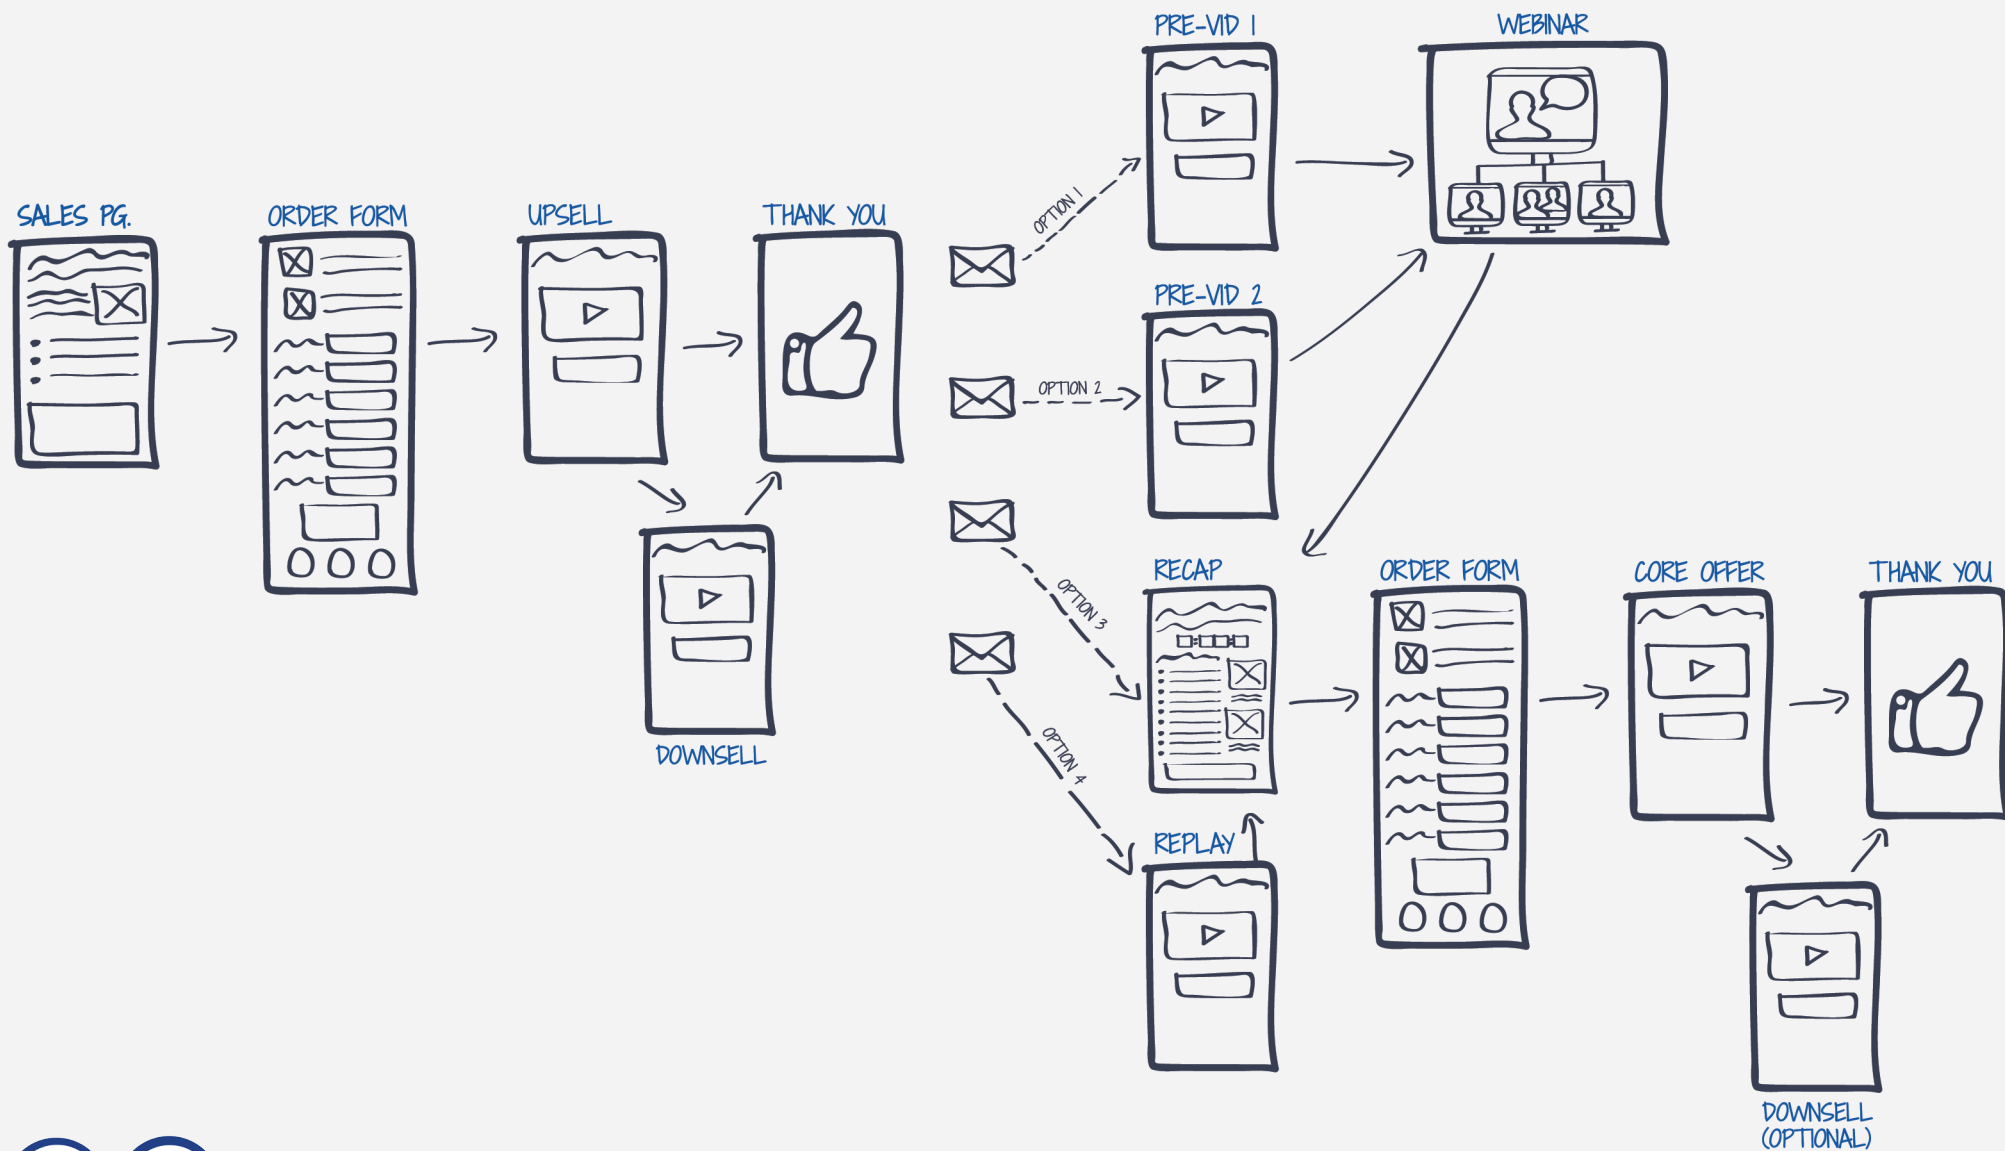 PRE-VID 1
WEBINAR
OPTION 1
SALES PG.
ORDER FORM
UPSELL
THANK YOU
PRE-VID 2
OPTION 2
DOWNSELL
OPTION 3
RECAP
ORDER FORM
CORE OFFER
THANK YOU
OPTION 4
REPLAY
DOWNSELL
(OPTIONAL)